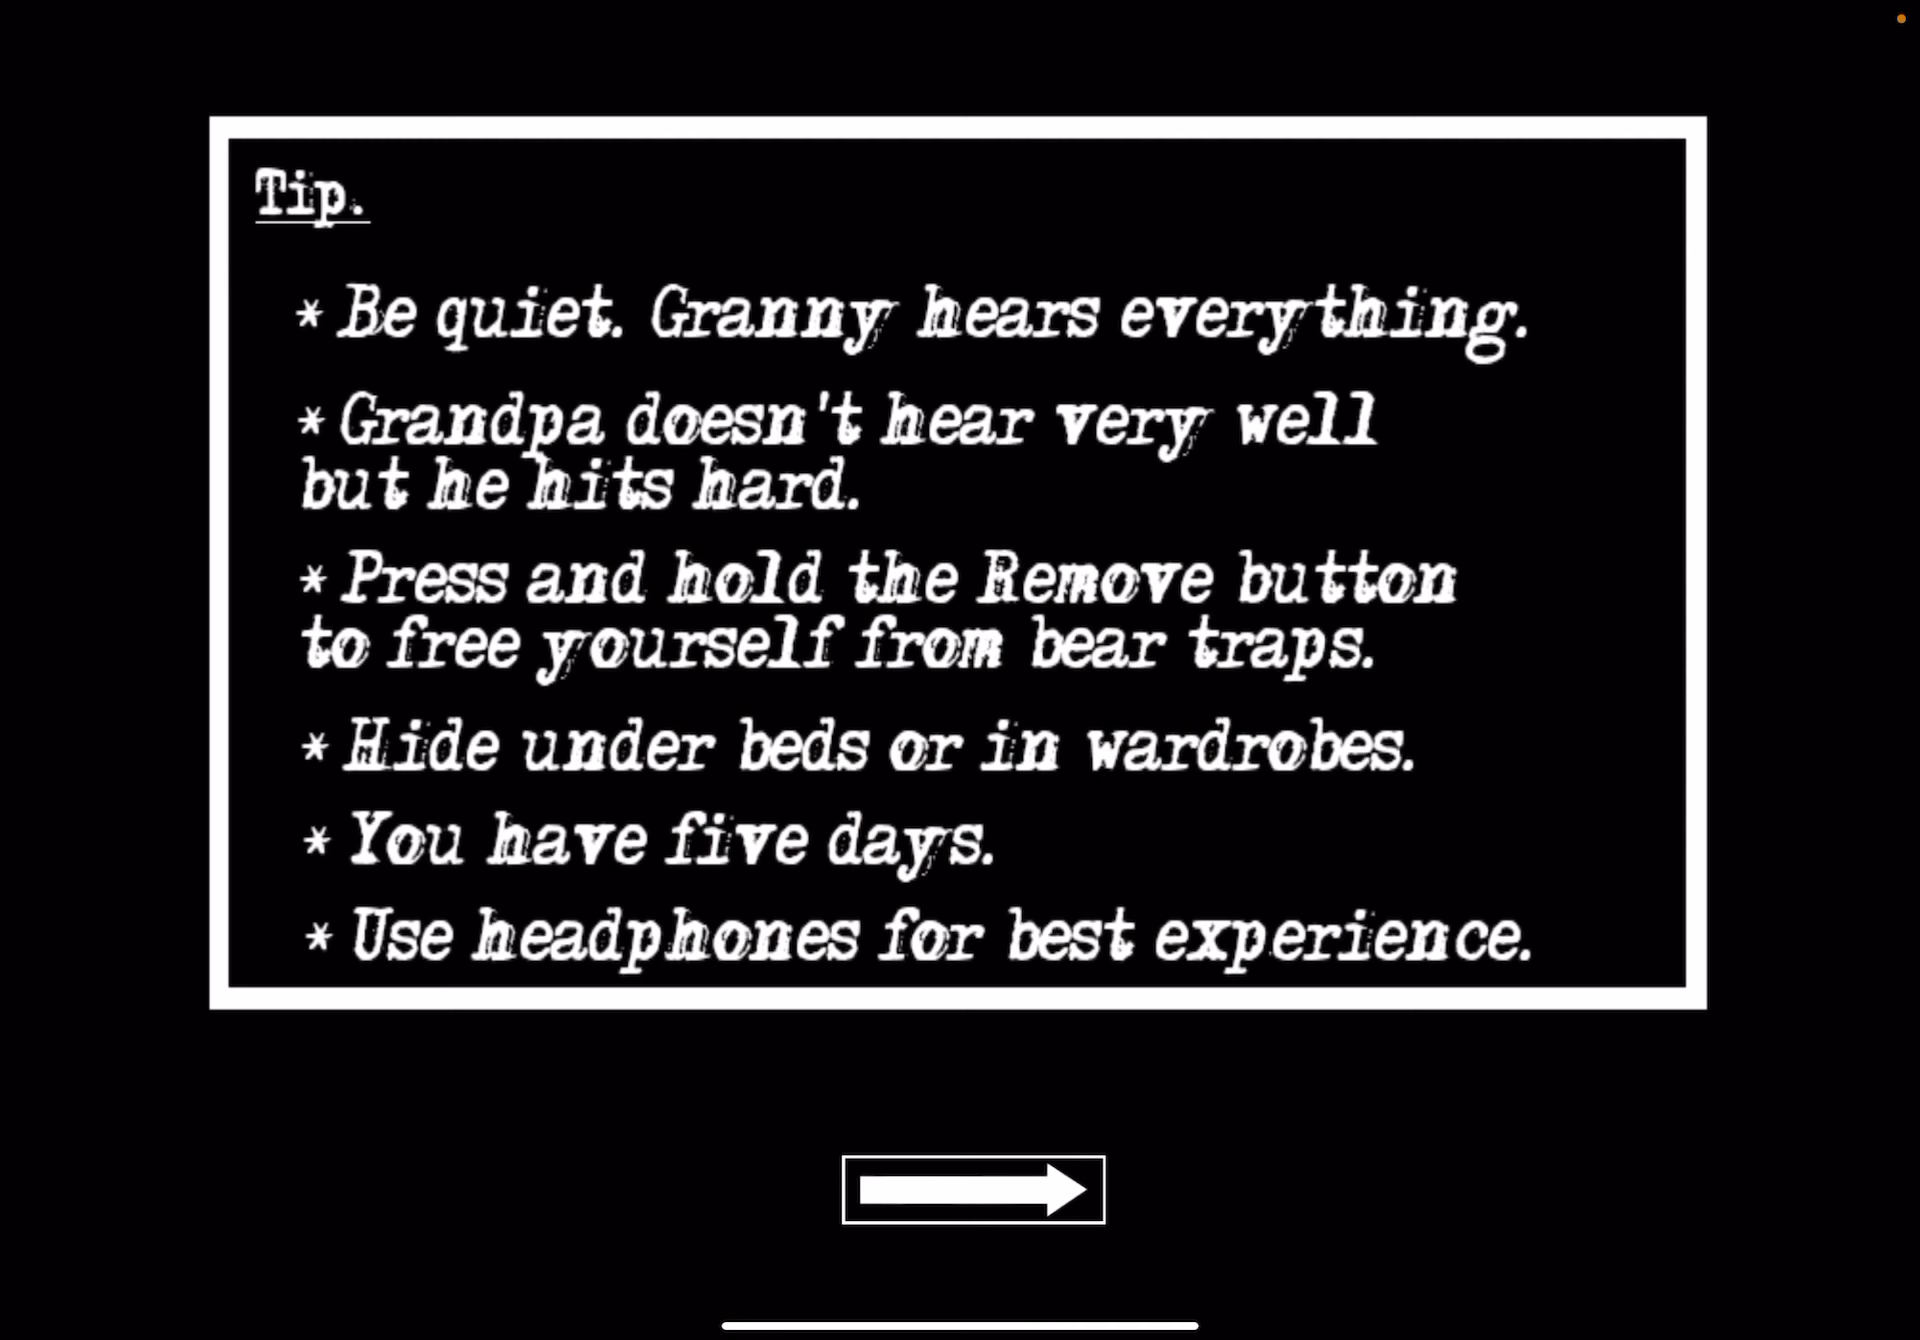 Tip.
* Be quiet. Granny hears everything.
* Grandpa doesn't hear very well
but he hits hard.
* Press and hold the Remove button
to free yourself from bear traps.
* Hide under beds or in wardrobes.
* You have five days.
* Use headphones for best experience.